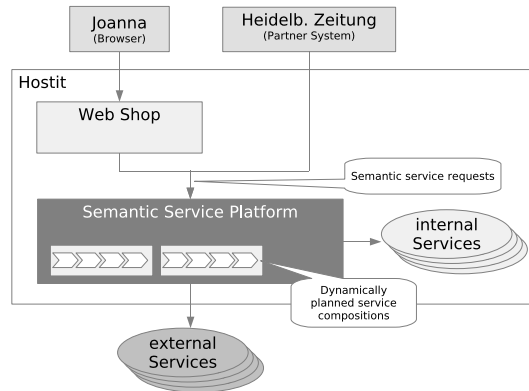 Joanna
(Browser)
Heidelb. Zeitung
(Partner System)
Hostit
Web Shop
Semantic service requests
Semantic Service Platform
internal
Services
Dynamically
planned service
compositions
external
Services